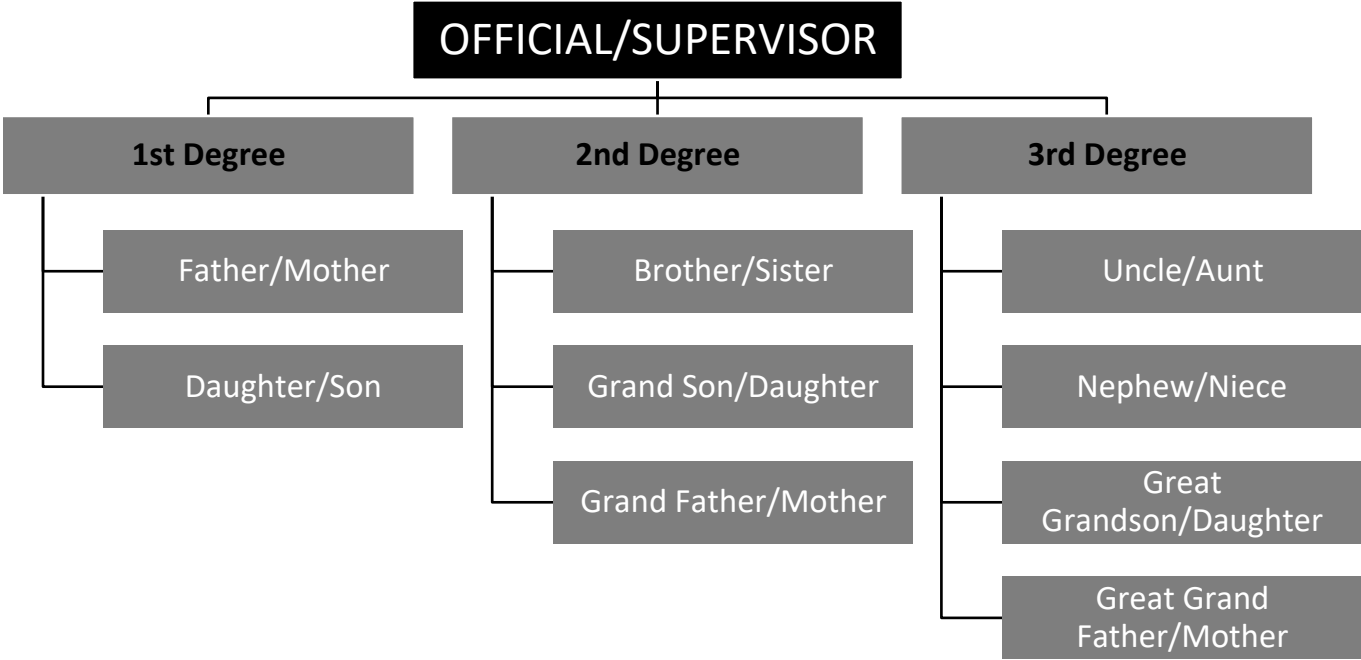 OFFICIAL/SUPERVISOR
1st Degree
Father/Mother
Daughter/Son
2nd Degree
Brother/Sister
Grand Son/Daughter
Grand Father/Mother
3rd Degree
Uncle/Aunt
Nephew/Niece
Great
Grandson/Daughter
Great Grand
Father/Mother